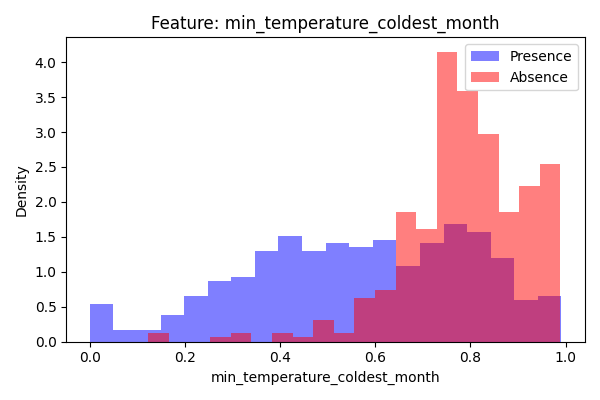 Feature: min_temperature_coldest_month
Presence
Absence
Density
4.0
3.5
3.0
2.5
2.0
1.5
1.0
0.5
0.0
0.0 0.2 0.4 0.6 0.8 1.0
min_temperature_coldest_month